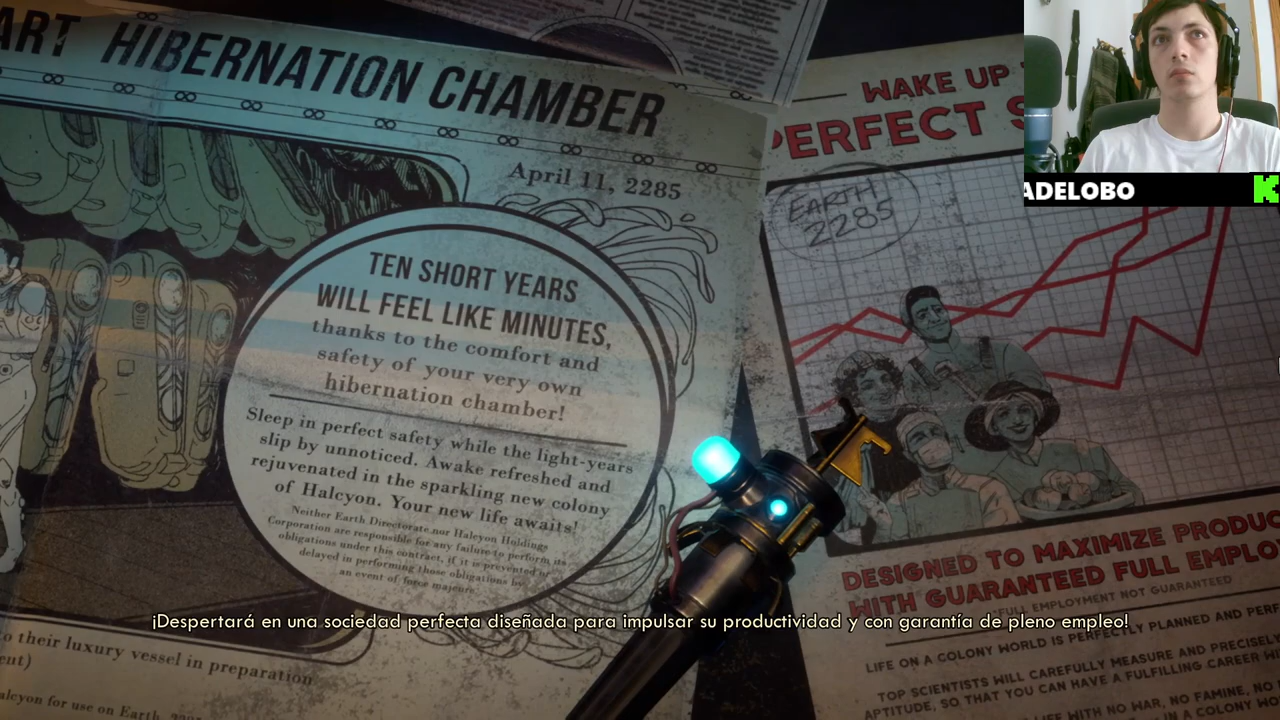 ART HIBERNATION CHAMBER
April 11, 2285
TEN SHORT YEARS
WILL FEEL LIKE MINUTES,
thanks to the comfort and
safety of your very own
hibernation chamber!
Sleep in perfect safety while the light-years
slip by unnoticed. Awake refreshed and
rejuvenated in the sparkling new colony
of Halcyon. Your new life awaits!
Neither Earth Directorate nor Halcyon Holdings
Corporation are responsible for any failure to perform its
obligations under this contract, if it is prevented or
delayed in performing those obligations by
an event of force majeure.
to their luxury vessel in preparation
alcyon for use on Earth,
WAKE UP
PERFECT S
EARTH
2285
DESIGNED TO MAXIMIZE PRODUC
WITH GUARANTEED FULL EMPLO
*FULL EMPLOYMENT NOT GUARANTEED
LIFE ON A COLONY WORLD IS PERFECTLY PLANNED AND PERF
TOP SCIENTISTS WILL CAREFULLY MEASURE AND PRECISELY
APTITUDE, SO THAT YOU CAN HAVE A FULFILLING CAREER WI
LIFE WITH NO WAR, NO FAMINE, NO
IN A COLONY WO
ADELOBO
¡Despertará en una sociedad perfecta diseñada para impulsar su productividad y con garantía de pleno empleo!